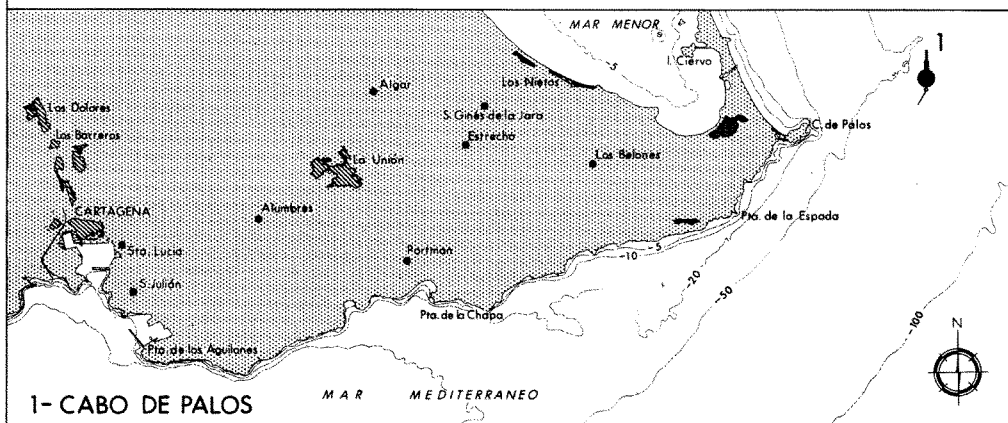 MAR MENOR
1
-5
I. Ciervo
Los Nietos
Algar
Los Dolores
S. Ginés de la Jara
C. de Palos
Los Barreros
Estrecho
La Unión
Los Belones
CARTAGENA
Alumbres
Pta. de la Espada
Sta. Lucía
Portman
-10
-5
-20
S. Julián
-50
Pta. de la Chapa
-100
N
Pta. de los Aguilones
MAR MEDITERRANEO
1- CABO DE PALOS